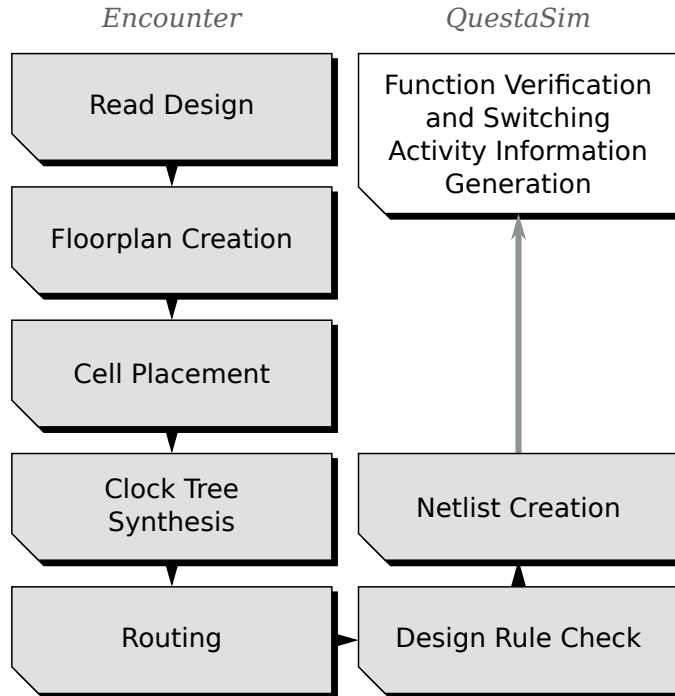 Encounter
QuestaSim
Read Design
Function Verification
and Switching
Activity Information
Generation
Floorplan Creation
Cell Placement
Clock Tree
Synthesis
Netlist Creation
Routing
Design Rule Check